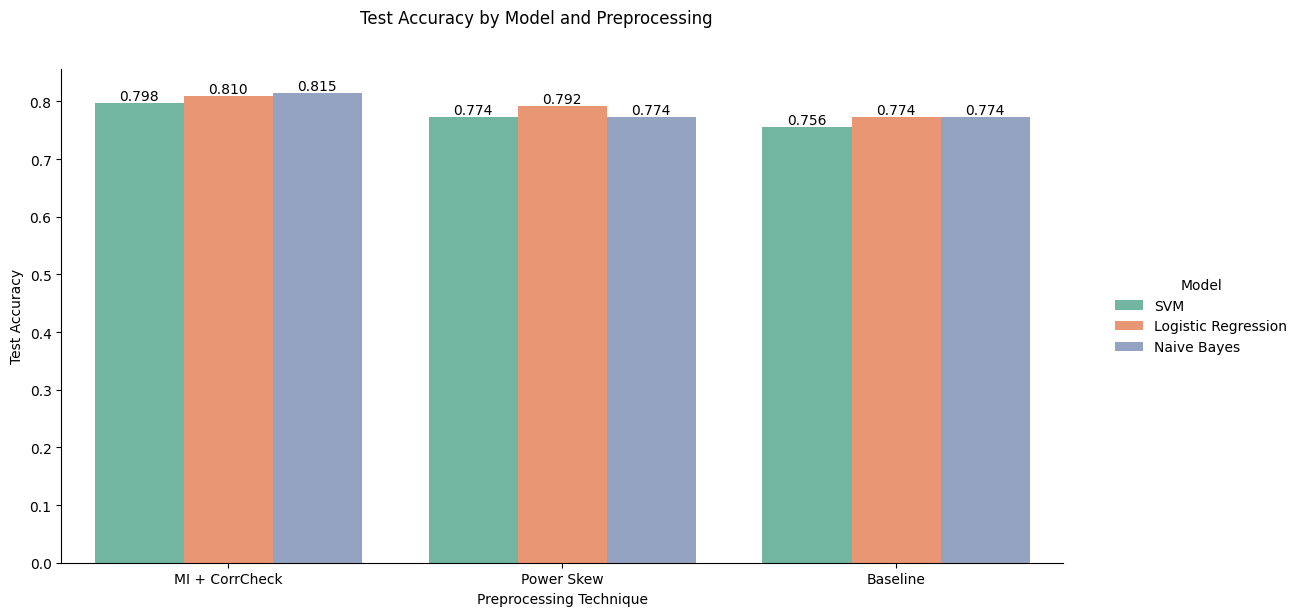 Test Accuracy by Model and Preprocessing
0.798
0.810
0.815
0.774
0.792
0.774
0.756
0.774
0.774
0.8
0.7
0.6
0.5
0.4
0.3
0.2
0.1
0.0
Test Accuracy
MI + CorrCheck
Power Skew
Baseline
Preprocessing Technique
Model
SVM
Logistic Regression
Naive Bayes